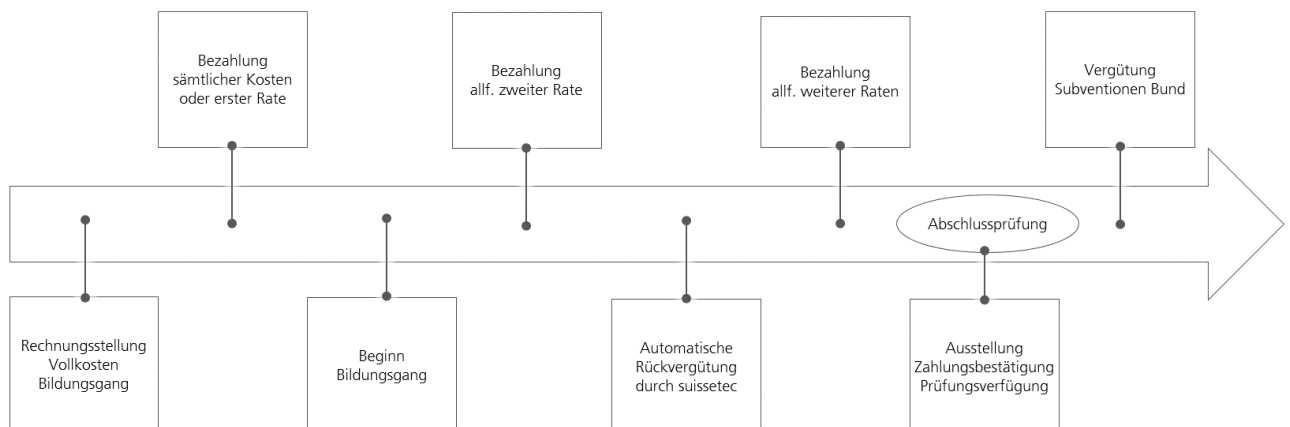 Bezahlung
sämtlicher Kosten
oder erster Rate
Bezahlung
allf. zweiter Rate
Bezahlung
allf. weiterer Raten
Vergütung
Subventionen Bund
Abschlussprüfung
Rechnungsstellung
Vollkosten
Bildungsgang
Beginn
Bildungsgang
Automatische
Rückvergütung
durch suissetec
Ausstellung
Zahlungsbestätigung
Prüfungsverfügung